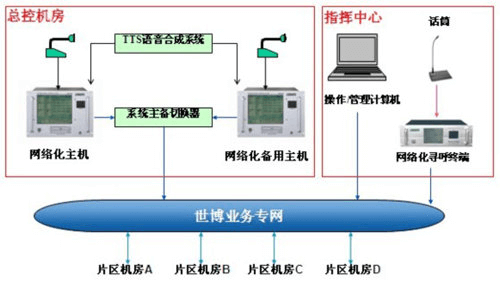 总控机房
指挥中心
TTS语音合成系统
话筒
系统主备切换器
操作/管理计算机
网络化主机
网络化备用主机
网络化寻呼终端
世博业务专网
片区机房A
片区机房B
片区机房C
片区机房D